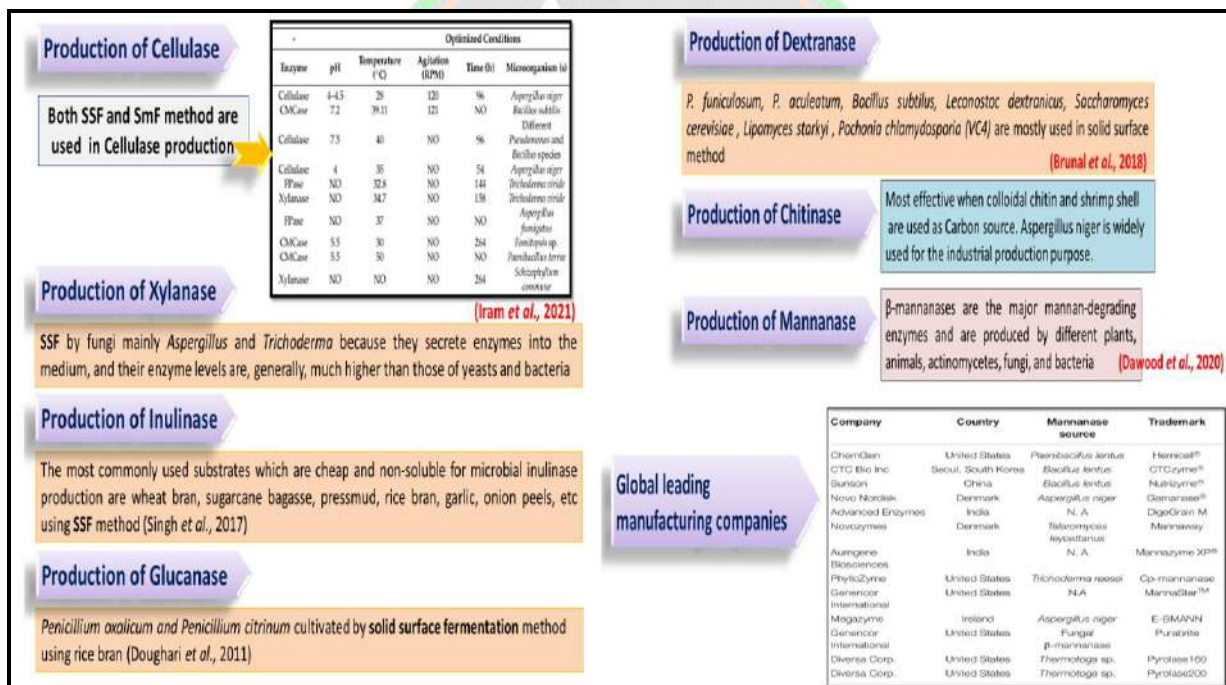 Production of Cellulase
Both SSF and SmF method are
used in Cellulase production
Optimized Conditions
Enzyme pH Temperature (°C) Agitation (RPM) Time (h) Microorganism (s)
Cellulase 4-4.5 28 120 96 Aspergillus niger
CMCase 7.2 39.11 121 NO Bacillus subtilis
Cellulase 7.5 40 NO 96 Different Pseudomonas and Bacillus species
Cellulase 4 35 NO 54 Aspergillus niger
FPase NO 32.8 NO 144 Trichoderma viride
Xylanase NO 34.7 NO 158 Trichoderma viride
FPase NO 37 NO NO Aspergillus fumigatus
CMCase 5.5 30 NO 264 Fomitopsis sp.
CMCase 5.5 50 NO NO Paenibacillus terrae
Xylanase NO NO NO 264 Schizophyllum commune
(Iram et al., 2021)
Production of Xylanase
SSF by fungi mainly Aspergillus and Trichoderma because they secrete enzymes into the
medium, and their enzyme levels are, generally, much higher than those of yeasts and bacteria
Production of Inulinase
The most commonly used substrates which are cheap and non-soluble for microbial inulinase
production are wheat bran, sugarcane bagasse, pressmud, rice bran, garlic, onion peels, etc
using SSF method (Singh et al., 2017)
Production of Glucanase
Penicillium oxalicum and Penicillium citrinum cultivated by solid surface fermentation method
using rice bran (Doughari et al., 2011)
Production of Dextranase
P. funiculosum, P. aculeatum, Bacillus subtilus, Leconostoc dextranicus, Saccharomyces
cerevisiae , Lipomyces starkyi , Pochonia chlamydosporia (VC4) are mostly used in solid surface
method
(Brunal et al., 2018)
Production of Chitinase
Most effective when colloidal chitin and shrimp shell
are used as Carbon source. Aspergillus niger is widely
used for the industrial production purpose.
Production of Mannanase
β-mannanases are the major mannan-degrading
enzymes and are produced by different plants,
animals, actinomycetes, fungi, and bacteria
(Dawood et al., 2020)
Global leading
manufacturing companies
Company Country Mannanase source Trademark
ChemGen United States Paenibacillus lentus Hemicell®
CTC Bio Inc. Seoul, South Korea Bacillus lentus CTCzyme®
Sunson China Bacillus lentus Nutrizyme®
Novo Nordisk Denmark Aspergillus niger Gamanase®
Advanced Enzymes India N. A DigeGrain M
Novozymes Denmark Talaromyces leycettanus Mannaway
Aumgene Biosciences India N. A Mannazyme XP®
PhytoZyme United States Trichoderma reesei Cp-mannanase
Genencor International United States N.A MannaStar™
Megazyme Ireland Aspergillus niger E-BMANN
Genencor International United States Fungal β-mannanase Purabrite
Diversa Corp. United States Thermotoga sp. Pyrolase160
Diversa Corp. United States Thermotoga sp. Pyrolase200